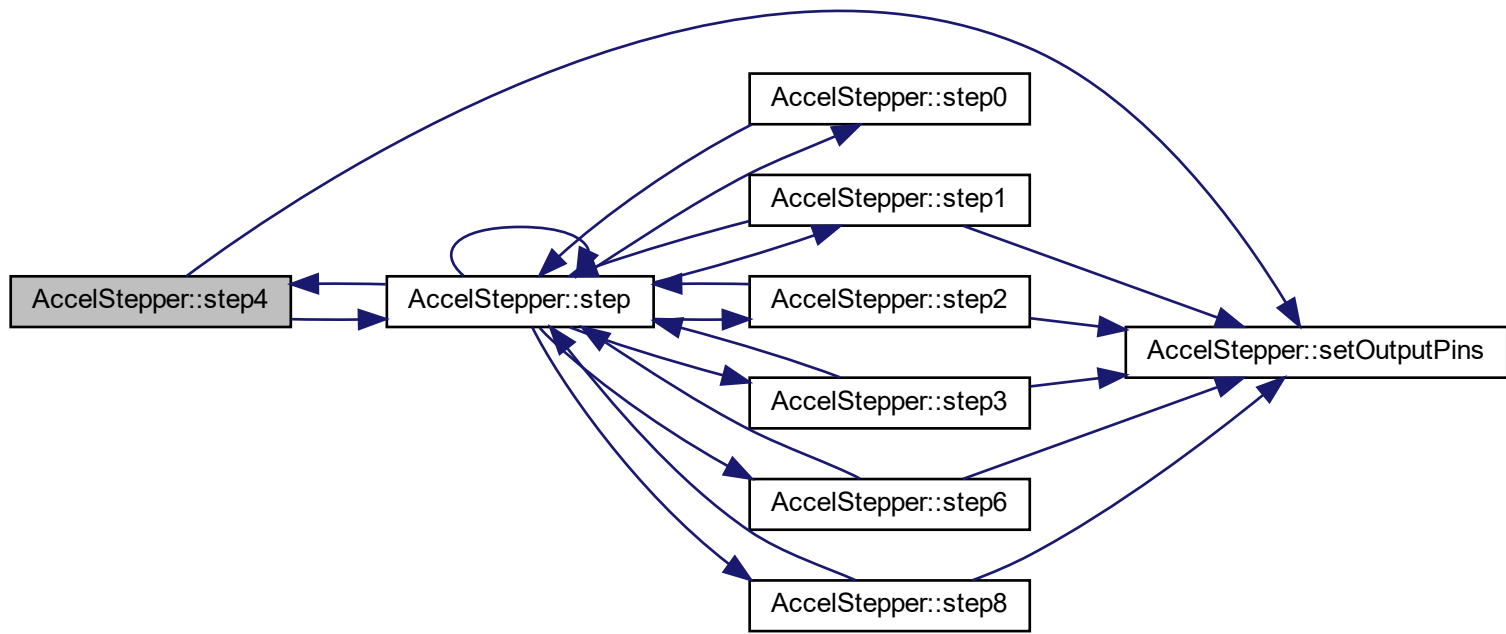 AccelStepper::step0
AccelStepper::step1
AccelStepper::step4
AccelStepper::step
AccelStepper::step2
AccelStepper::setOutputPins
AccelStepper::step3
AccelStepper::step6
AccelStepper::step8